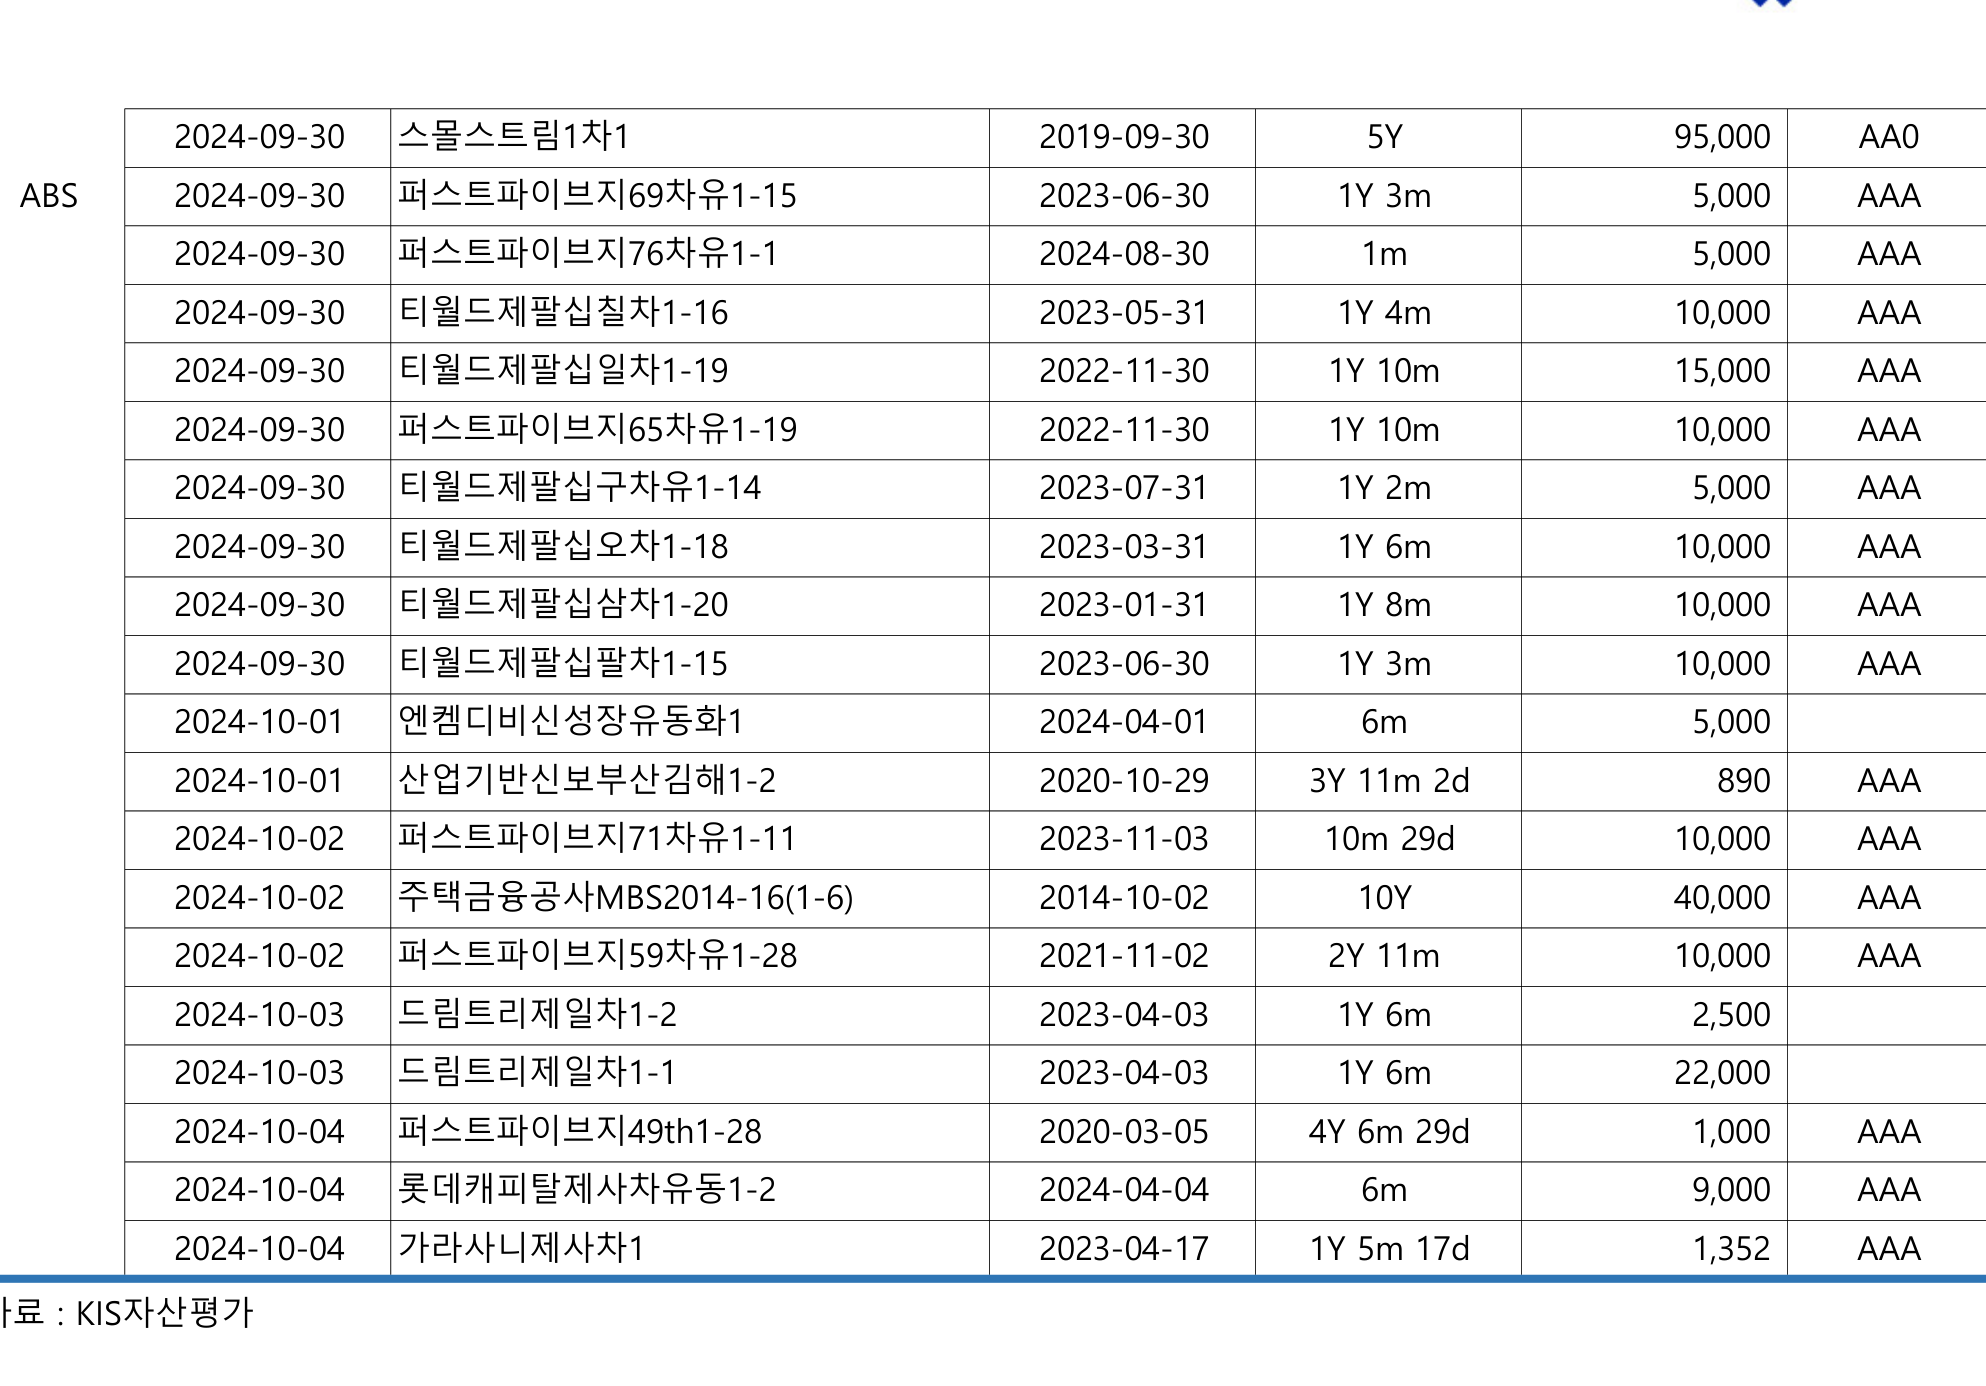 2024-09-30 스몰스트림1차1 2019-09-30 5Y 95,000 AA0
ABS 2024-09-30 퍼스트파이브지69차유1-15 2023-06-30 1Y 3m 5,000 AAA
2024-09-30 퍼스트파이브지76차유1-1 2024-08-30 1m 5,000 AAA
2024-09-30 티월드제팔십칠차1-16 2023-05-31 1Y 4m 10,000 AAA
2024-09-30 티월드제팔십일차1-19 2022-11-30 1Y 10m 15,000 AAA
2024-09-30 퍼스트파이브지65차유1-19 2022-11-30 1Y 10m 10,000 AAA
2024-09-30 티월드제팔십구차유1-14 2023-07-31 1Y 2m 5,000 AAA
2024-09-30 티월드제팔십오차1-18 2023-03-31 1Y 6m 10,000 AAA
2024-09-30 티월드제팔십삼차1-20 2023-01-31 1Y 8m 10,000 AAA
2024-09-30 티월드제팔십팔차1-15 2023-06-30 1Y 3m 10,000 AAA
2024-10-01 엔켐디비신성장유동화1 2024-04-01 6m 5,000
2024-10-01 산업기반신보부산김해1-2 2020-10-29 3Y 11m 2d 890 AAA
2024-10-02 퍼스트파이브지71차유1-11 2023-11-03 10m 29d 10,000 AAA
2024-10-02 주택금융공사MBS2014-16(1-6) 2014-10-02 10Y 40,000 AAA
2024-10-02 퍼스트파이브지59차유1-28 2021-11-02 2Y 11m 10,000 AAA
2024-10-03 드림트리제일차1-2 2023-04-03 1Y 6m 2,500
2024-10-03 드림트리제일차1-1 2023-04-03 1Y 6m 22,000
2024-10-04 퍼스트파이브지49th1-28 2020-03-05 4Y 6m 29d 1,000 AAA
2024-10-04 롯데캐피탈제사차유동1-2 2024-04-04 6m 9,000 AAA
2024-10-04 가라사니제사차1 2023-04-17 1Y 5m 17d 1,352 AAA
자료 : KIS자산평가